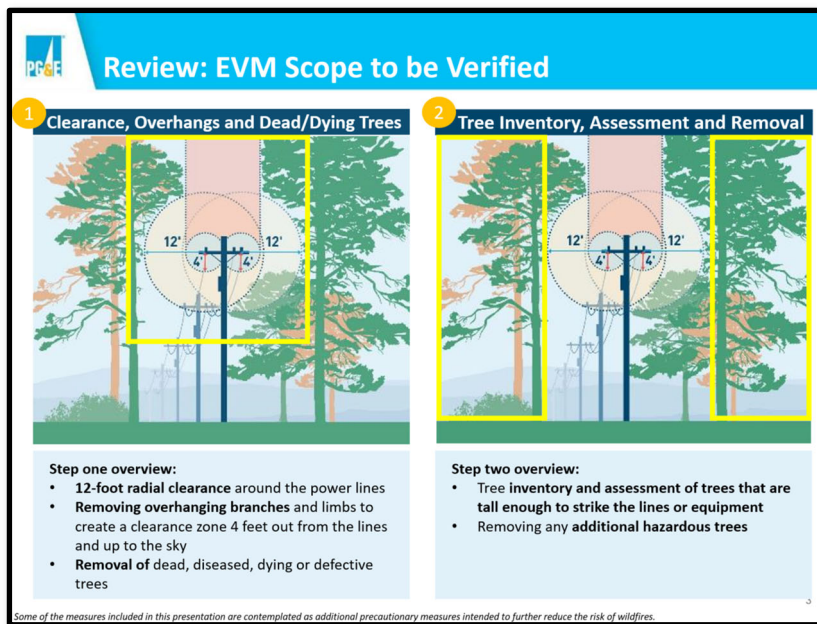 PG&E
Review: EVM Scope to be Verified
1
Clearance, Overhangs and Dead/Dying Trees
12'
12'
4'
4'
Step one overview:
• 12-foot radial clearance around the power lines
• Removing overhanging branches and limbs to
create a clearance zone 4 feet out from the lines
and up to the sky
• Removal of dead, diseased, dying or defective
trees
2
Tree Inventory, Assessment and Removal
12'
12'
4'
4'
Step two overview:
• Tree inventory and assessment of trees that are
tall enough to strike the lines or equipment
• Removing any additional hazardous trees
3
Some of the measures included in this presentation are contemplated as additional precautionary measures intended to further reduce the risk of wildfires.